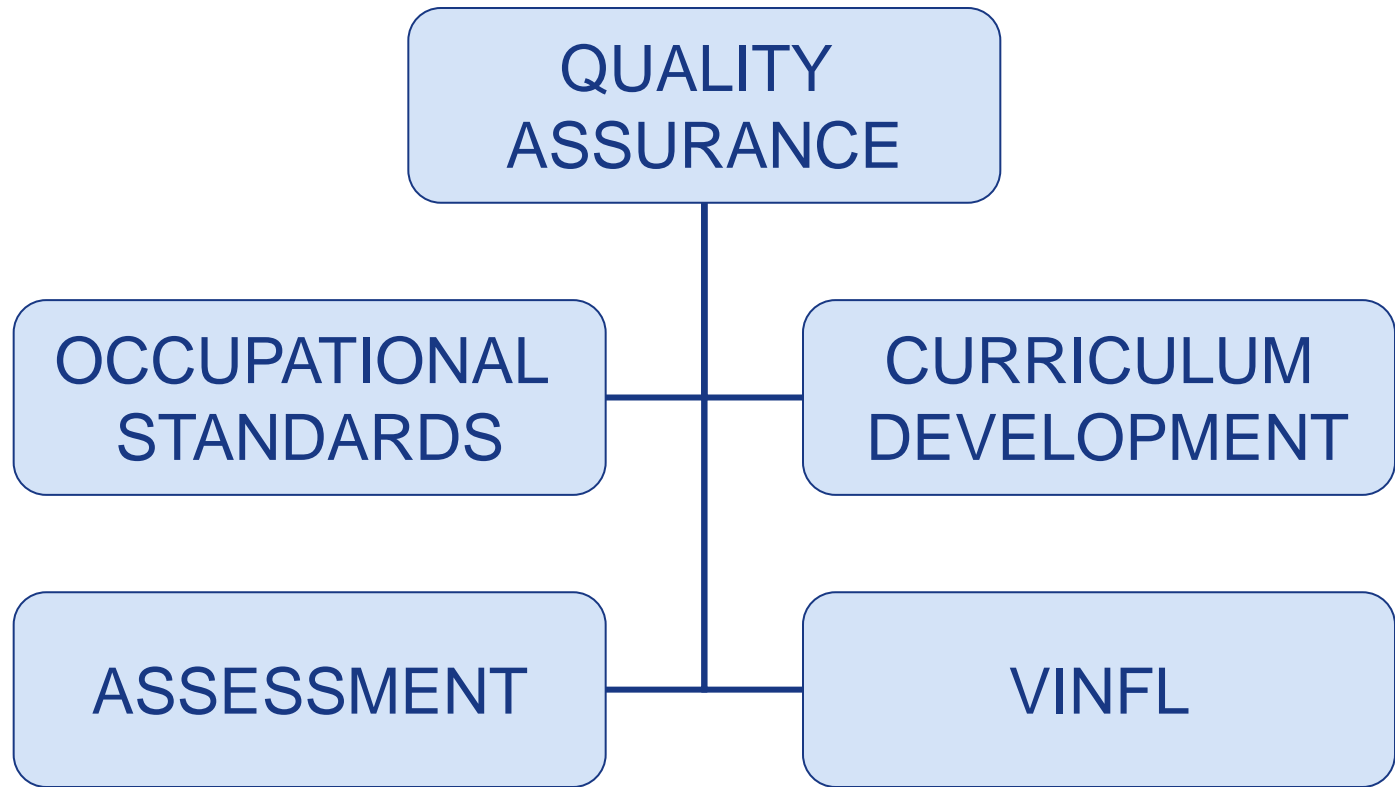 QUALITY
ASSURANCE
OCCUPATIONAL
STANDARDS
CURRICULUM
DEVELOPMENT
ASSESSMENT
VINFL